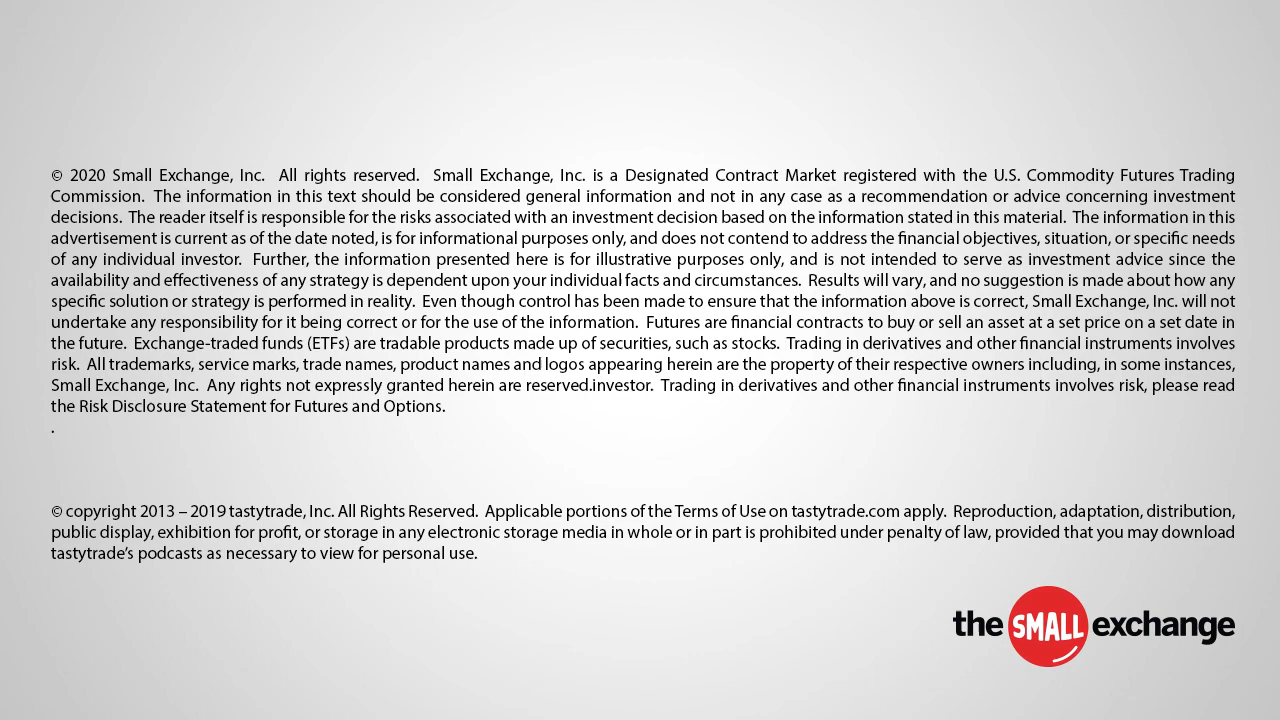 © 2020 Small Exchange, Inc.  All rights reserved.  Small Exchange, Inc. is a Designated Contract Market registered with the U.S. Commodity Futures Trading
Commission.  The information in this text should be considered general information and not in any case as a recommendation or advice concerning investment
decisions.  The reader itself is responsible for the risks associated with an investment decision based on the information stated in this material.  The information in this
advertisement is current as of the date noted, is for informational purposes only, and does not contend to address the financial objectives, situation, or specific needs
of any individual investor.  Further, the information presented here is for illustrative purposes only, and is not intended to serve as investment advice since the
availability and effectiveness of any strategy is dependent upon your individual facts and circumstances.  Results will vary, and no suggestion is made about how any
specific solution or strategy is performed in reality.  Even though control has been made to ensure that the information above is correct, Small Exchange, Inc. will not
undertake any responsibility for it being correct or for the use of the information.  Futures are financial contracts to buy or sell an asset at a set price on a set date in
the future.  Exchange-traded funds (ETFs) are tradable products made up of securities, such as stocks.  Trading in derivatives and other financial instruments involves
risk.  All trademarks, service marks, trade names, product names and logos appearing herein are the property of their respective owners including, in some instances,
Small Exchange, Inc.  Any rights not expressly granted herein are reserved.investor.  Trading in derivatives and other financial instruments involves risk, please read
the Risk Disclosure Statement for Futures and Options.
.
© copyright 2013 – 2019 tastytrade, Inc. All Rights Reserved.  Applicable portions of the Terms of Use on tastytrade.com apply.  Reproduction, adaptation, distribution,
public display, exhibition for profit, or storage in any electronic storage media in whole or in part is prohibited under penalty of law, provided that you may download
tastytrade’s podcasts as necessary to view for personal use.
the SMALL exchange